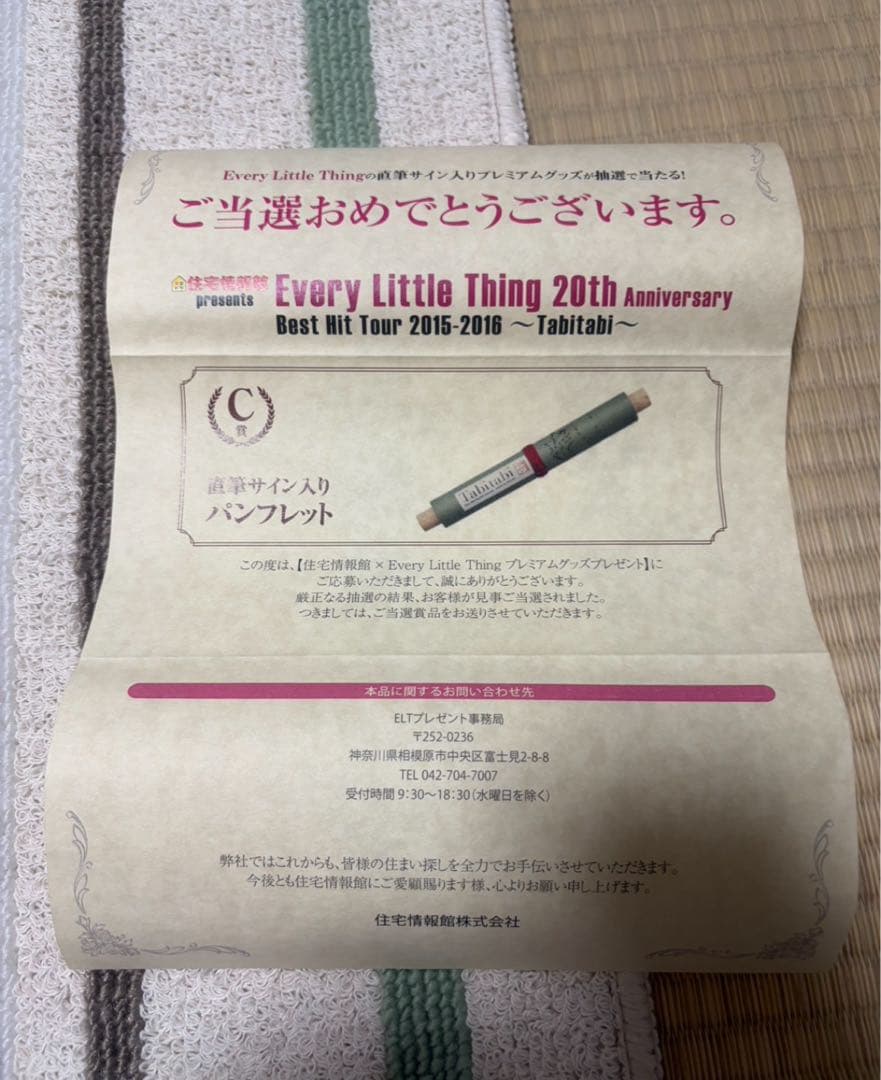 Every Little Thingの直筆サイン入りプレミアムグッズが抽選で当たる!
ご当選おめでとうございます。
住宅情報館
presents
Every Little Thing 20th Anniversary
Best Hit Tour 2015-2016 ～Tabitabi～
C
賞
Tabitabi
直筆サイン入り
パンフレット
この度は、【住宅情報館 × Every Little Thing プレミアムグッズプレゼント】に
ご応募いただきまして、誠にありがとうございます。
厳正なる抽選の結果、お客様が見事ご当選されました。
つきましては、ご当選賞品をお送りさせていただきます。
本品に関するお問い合わせ先
ELTプレゼント事務局
〒252-0236
神奈川県相模原市中央区富士見2-8-8
TEL 042-704-7007
受付時間 9:30～18:30(水曜日を除く)
弊社ではこれからも、皆様の住まい探しを全力でお手伝いさせていただきます。
今後とも住宅情報館にご愛顧賜ります様、心よりお願い申し上げます。
住宅情報館株式会社